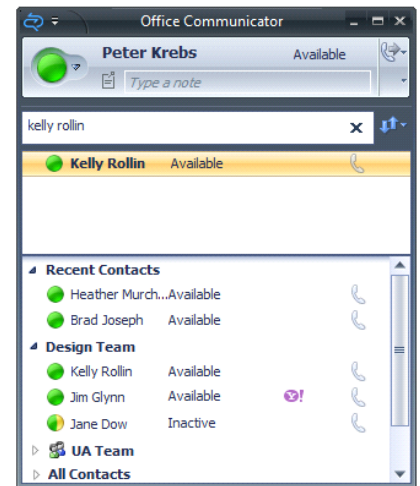 Office Communicator
Peter Krebs Available
Type a note
kelly rollin
Kelly Rollin Available
Recent Contacts
Heather Murch...Available
Brad Joseph Available
Design Team
Kelly Rollin Available
Jim Glynn Available Y!
Jane Dow Inactive
UA Team
All Contacts